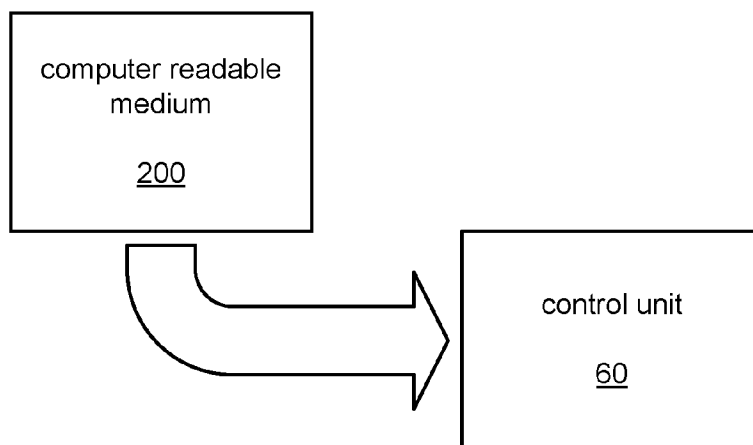 computer readable
medium
200
control unit
60